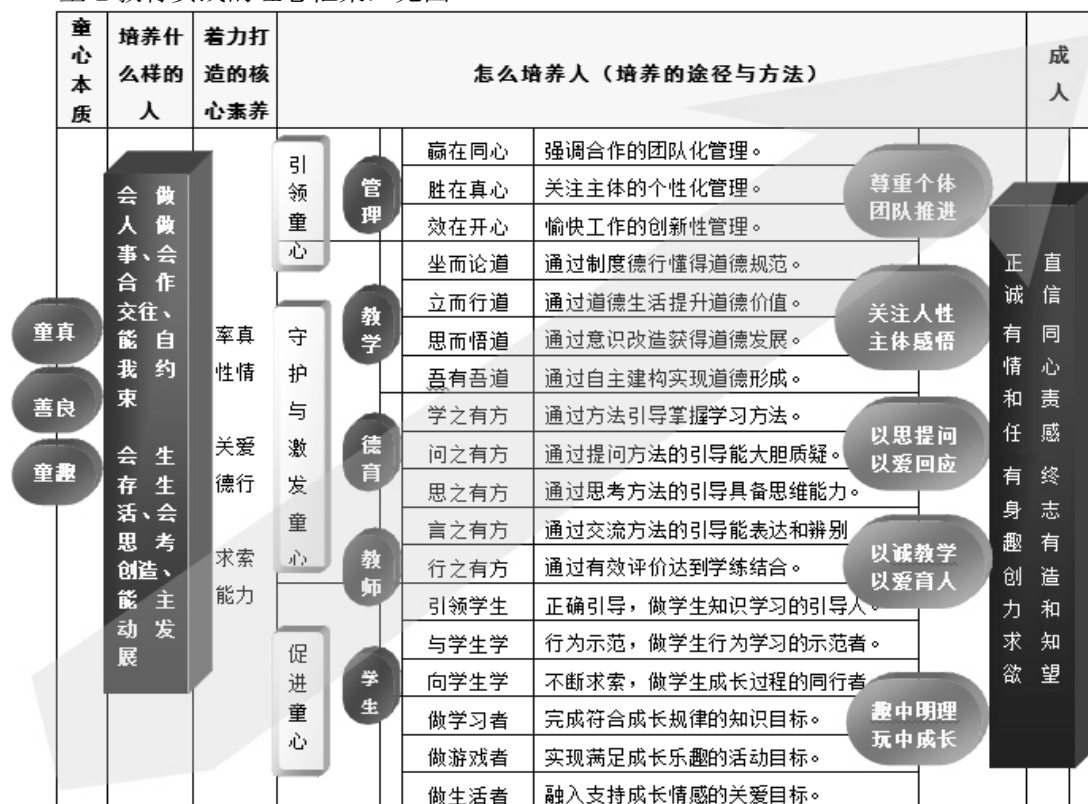 童心本质
培养什么样的人
着力打造的核心素养
怎么培养人（培养的途径与方法）
成人
童真
善良
童趣
会做
人做
事、会
合作
交往、
能自
我约
束
会生
存生
活、会
思考
创造、
能主
动发
展
率真
性情
关爱
德行
求索
能力
引领童心
守护与激发童心
促进童心
管理
教学
德育
教师
学生
赢在同心 强调合作的团队化管理。
胜在真心 关注主体的个性化管理。
效在开心 愉快工作的创新性管理。
坐而论道 通过制度德行懂得道德规范。
立而行道 通过道德生活提升道德价值
思而悟道 通过意识改造获得道德发展。
吾有吾道 通过自主建构实现道德形成。
学之有方 通过方法引导掌握学习方法。
问之有方 通过提问方法的引导能大胆质疑。
思之有方 通过思考方法的引导具备思维能力。
言之有方 通过交流方法的引导能表达和辨别
行之有方 通过有效评价达到学练结合。
引领学生 正确引导，做学生知识学习的引导人。
与学生学 行为示范，做学生行为学习的示范者。
向学生学 不断求索，做学生成长过程的同行者
做学习者 完成符合成长规律的知识目标。
做游戏者 实现满足成长乐趣的活动目标。
做生活者 融入支持成长情感的关爱目标。
尊重个体
团队推进
关注人性
主体感悟
以思提问
以爱回应
以诚教学
以爱育人
趣中明理
玩中成长
正直
诚信
有同
情心
和责
任感
有终
身志
趣有
创造
力和
求知
欲望